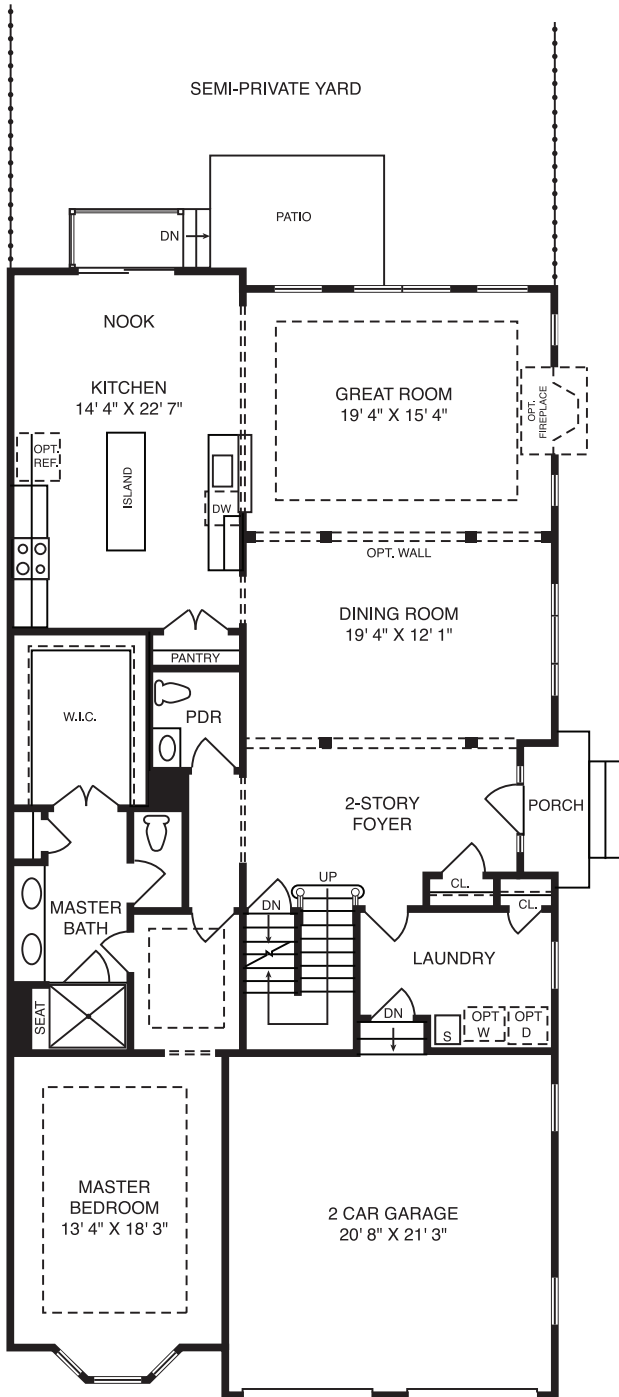 SEMI-PRIVATE YARD
PATIO
DN
NOOK
KITCHEN
14' 4" X 22' 7"
GREAT ROOM
19' 4" X 15' 4"
OPT.
FIREPLACE
OPT.
REF.
ISLAND
DW
OPT. WALL
DINING ROOM
19' 4" X 12' 1"
PANTRY
W.I.C.
PDR
2-STORY
FOYER
PORCH
UP
CL.
CL.
DN
MASTER
BATH
LAUNDRY
SEAT
DN
S
OPT
W
OPT
D
MASTER
BEDROOM
13' 4" X 18' 3"
2 CAR GARAGE
20' 8" X 21' 3"